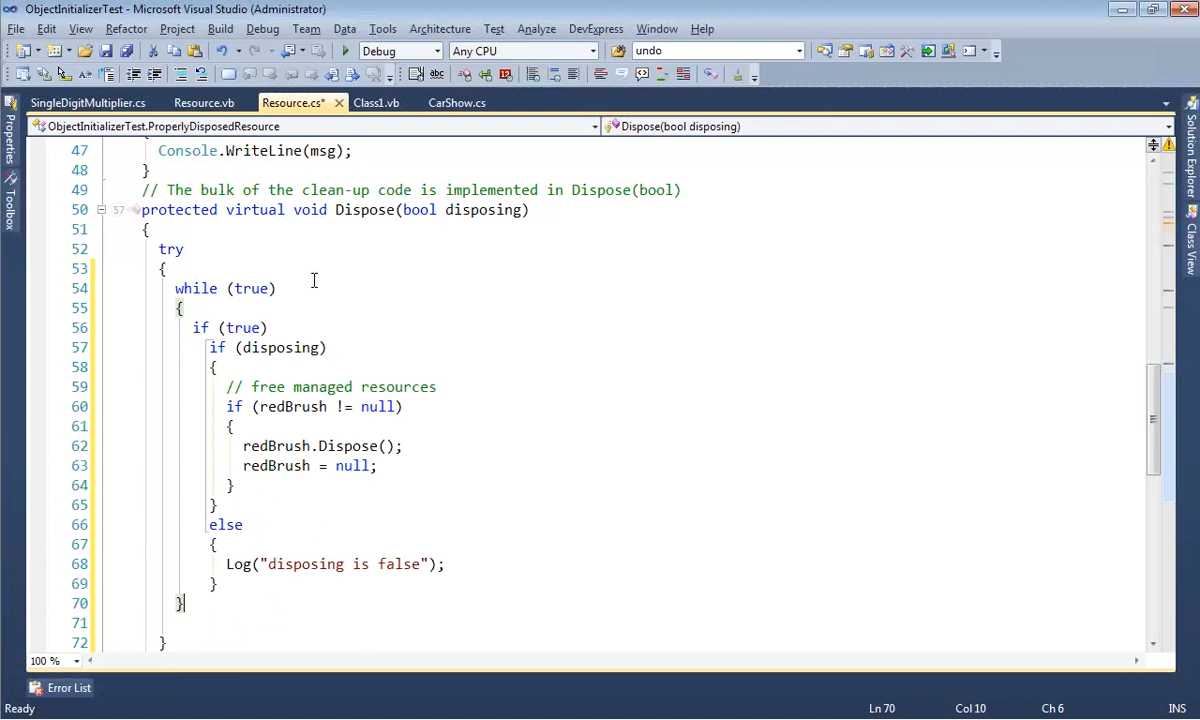 ObjectInitializerTest - Microsoft Visual Studio (Administrator)
File Edit View Refactor Project Build Debug Team Data Tools Architecture Test Analyze DevExpress Window Help
Debug Any CPU undo
SingleDigitMultiplier.cs Resource.vb Resource.cs* Class1.vb CarShow.cs
ObjectInitializerTest.ProperlyDisposedResource Dispose(bool disposing)
47 Console.WriteLine(msg);
48 }
49 // The bulk of the clean-up code is implemented in Dispose(bool)
50 57 protected virtual void Dispose(bool disposing)
51 {
52 try
53 {
54 while (true)
55 {
56 if (true)
57 if (disposing)
58 {
59 // free managed resources
60 if (redBrush != null)
61 {
62 redBrush.Dispose();
63 redBrush = null;
64 }
65 }
66 else
67 {
68 Log("disposing is false");
69 }
70 }
71
72 }
100 %
Properties
Toolbox
Solution Explorer
Class View
Error List
Ready Ln 70 Col 10 Ch 6 INS